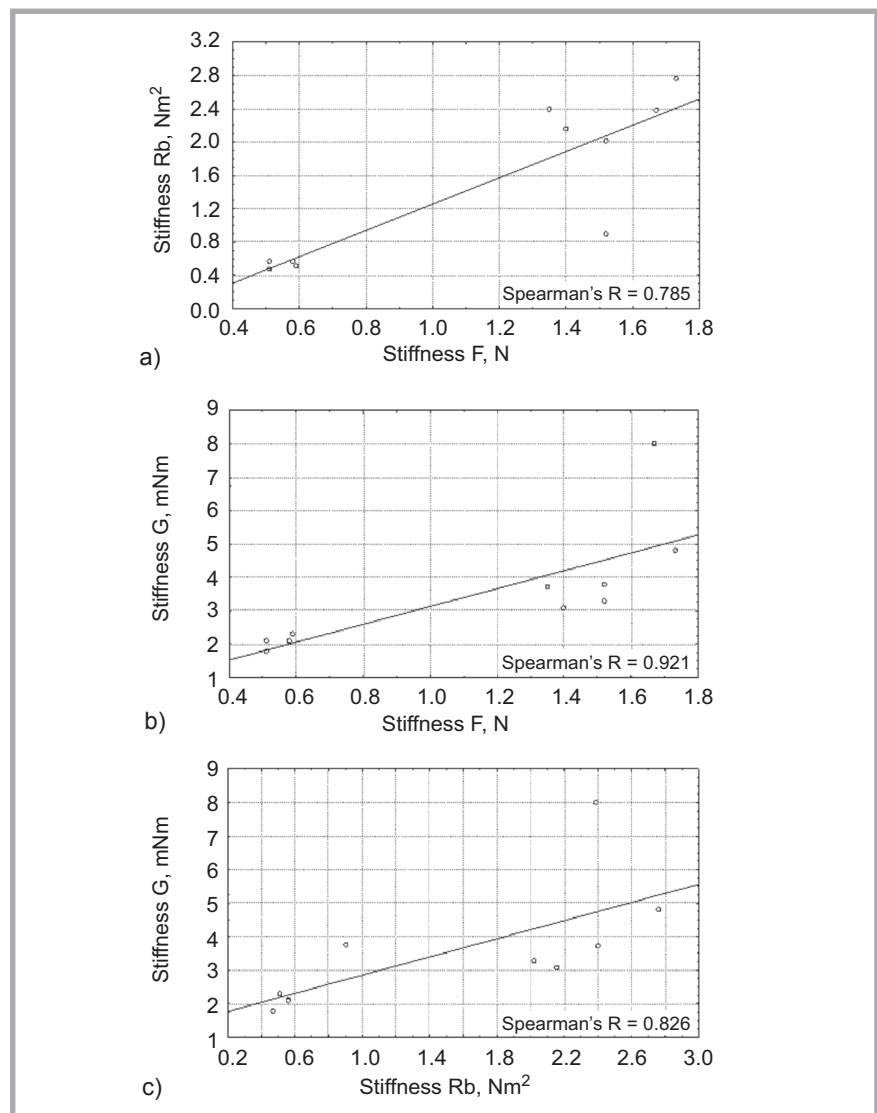 3.2
2.8
2.4
2.0
1.6
1.2
0.8
0.4
0.0
Stiffness Rb, Nm²
Spearman's R = 0.785
0.4 0.6 0.8 1.0 1.2 1.4 1.6 1.8
Stiffness F, N
a)
9
8
7
6
5
4
3
2
1
Stiffness G, mNm
Spearman's R = 0.921
0.4 0.6 0.8 1.0 1.2 1.4 1.6 1.8
Stiffness F, N
b)
9
8
7
6
5
4
3
2
1
Stiffness G, mNm
Spearman's R = 0.826
0.2 0.6 1.0 1.4 1.8 2.2 2.6 3.0
Stiffness Rb, Nm²
c)